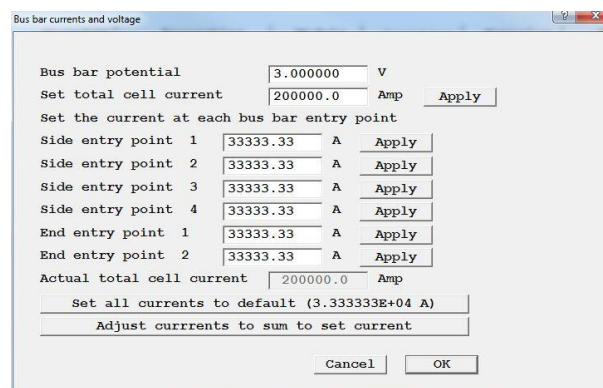 Bus bar currents and voltage
Bus bar potential 3.000000 V
Set total cell current 200000.0 Amp Apply
Set the current at each bus bar entry point
Side entry point 1 33333.33 A Apply
Side entry point 2 33333.33 A Apply
Side entry point 3 33333.33 A Apply
Side entry point 4 33333.33 A Apply
End entry point 1 33333.33 A Apply
End entry point 2 33333.33 A Apply
Actual total cell current 200000.0 Amp
Set all currents to default (3.333333E+04 A)
Adjust currrents to sum to set current
Cancel OK